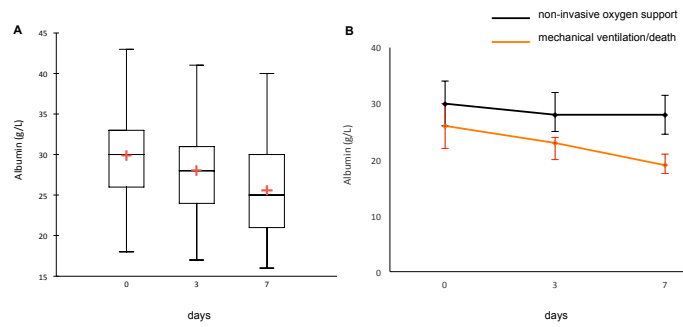 A
Albumin (g/L)
45
40
35
30
25
20
15
0 3 7
days
B
non-invasive oxygen support
mechanical ventilation/death
Albumin (g/L)
40
30
20
10
0
0 3 7
days